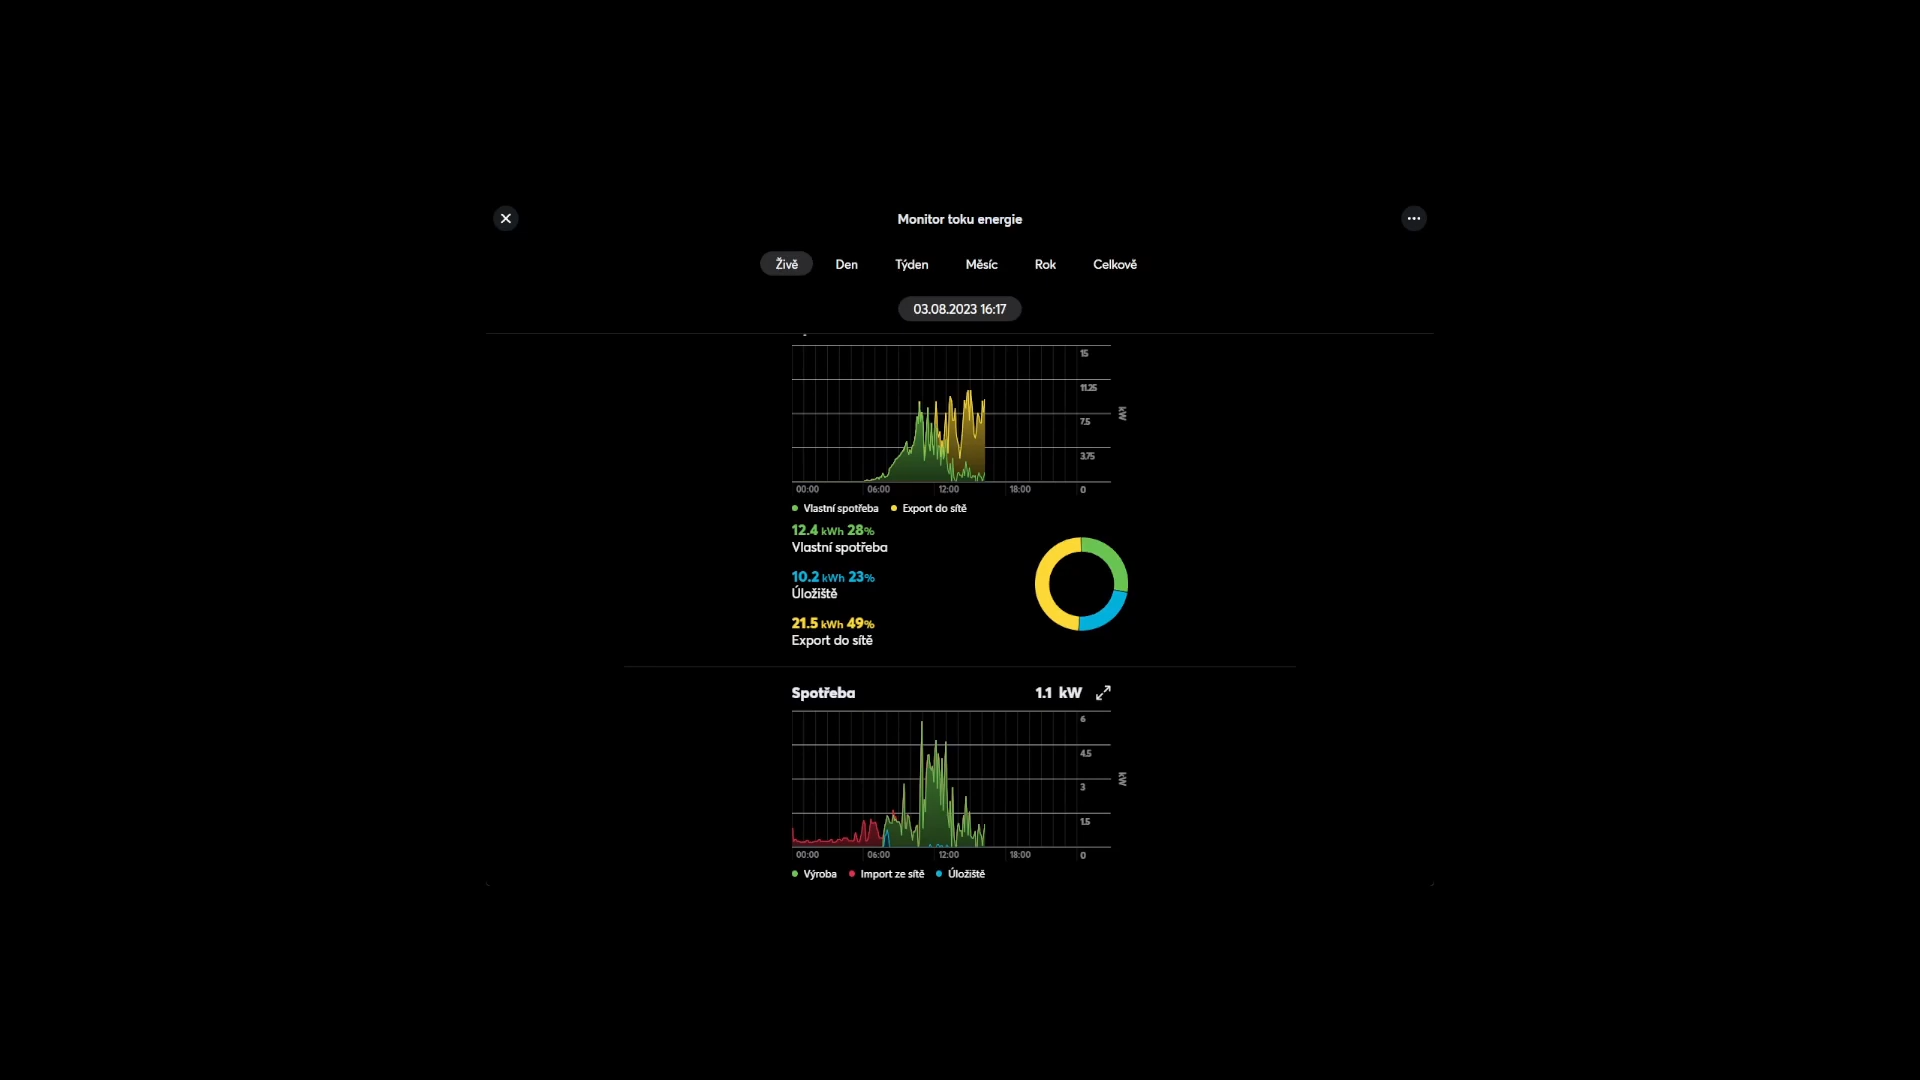 Monitor toku energie
Živě Den Týden Měsíc Rok Celkově
03.08.2023 16:17
15
11.25
7.5
3.75
0
kW
00:00 06:00 12:00 18:00
Vlastní spotřeba Export do sítě
12.4 kWh 28%
Vlastní spotřeba
10.2 kWh 23%
Úložiště
21.5 kWh 49%
Export do sítě
Spotřeba 1.1 kW
6
4.5
3
1.5
0
kW
00:00 06:00 12:00 18:00
Výroba Import ze sítě Úložiště